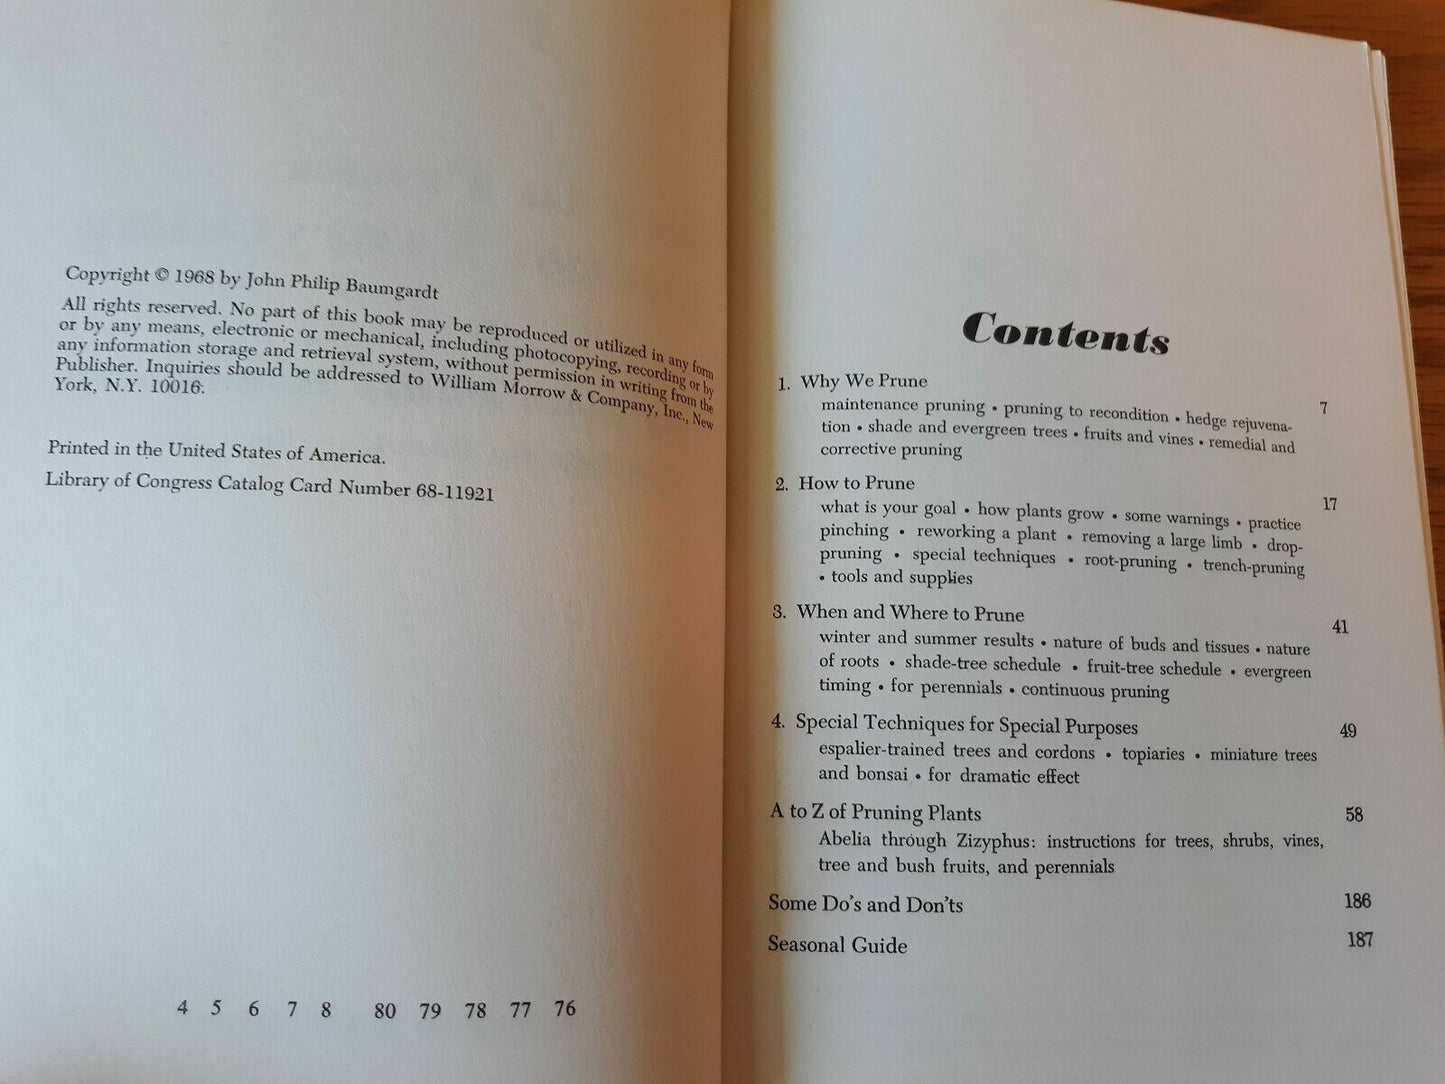 Copyright © 1968 by John Philip Baumgardt
All rights reserved. No part of this book may be reproduced or utilized in any form
or by any means, electronic or mechanical, including photocopying, recording or by
any information storage and retrieval system, without permission in writing from the
Publisher. Inquiries should be addressed to William Morrow & Company, Inc., New
York, N.Y. 10016.
Printed in the United States of America.
Library of Congress Catalog Card Number 68-11921
4 5 6 7 8 80 79 78 77 76
Contents
1. Why We Prune 7
maintenance pruning • pruning to recondition • hedge rejuvena-
tion • shade and evergreen trees • fruits and vines • remedial and
corrective pruning
2. How to Prune 17
what is your goal • how plants grow • some warnings • practice
pinching • reworking a plant • removing a large limb • drop-
pruning • special techniques • root-pruning • trench-pruning
• tools and supplies
3. When and Where to Prune 41
winter and summer results • nature of buds and tissues • nature
of roots • shade-tree schedule • fruit-tree schedule • evergreen
timing • for perennials • continuous pruning
4. Special Techniques for Special Purposes 49
espalier-trained trees and cordons • topiaries • miniature trees
and bonsai • for dramatic effect
A to Z of Pruning Plants 58
Abelia through Zizyphus: instructions for trees, shrubs, vines,
tree and bush fruits, and perennials
Some Do's and Don'ts 186
Seasonal Guide 187